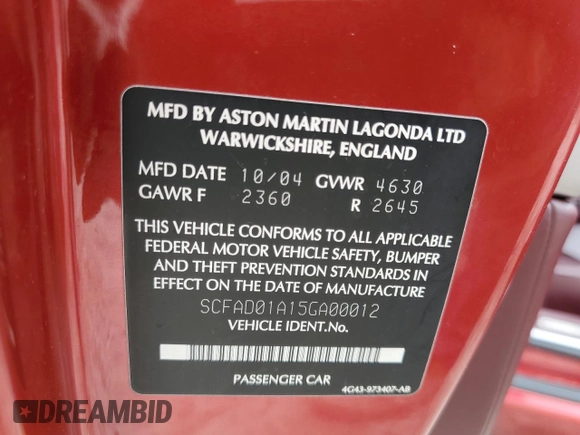 MFD BY ASTON MARTIN LAGONDA LTD
WARWICKSHIRE, ENGLAND
MFD DATE 10/04 GVWR 4630
GAWR F 2360 R 2645
THIS VEHICLE CONFORMS TO ALL APPLICABLE
FEDERAL MOTOR VEHICLE SAFETY, BUMPER
AND THEFT PREVENTION STANDARDS IN
EFFECT ON THE DATE OF MANUFACTURE
SCFAD01A15GA00012
VEHICLE IDENT.No.
PASSENGER CAR
4G43-973407-AB
DREAMBID